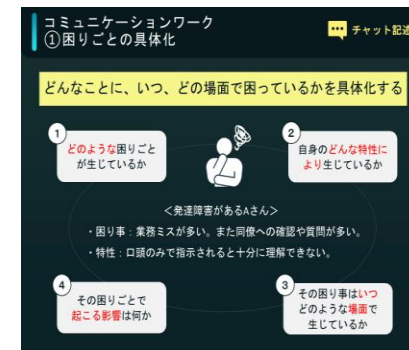 コミュニケーションワーク
①困りごとの具体化
チャット記述
どんなことに、いつ、どの場面で困っているかを具体化する
1
どのような困りごと
が生じているか
2
自身のどんな特性に
より生じているか
＜発達障害があるAさん＞
・困り事：業務ミスが多い。また同僚への確認や質問が多い。
・特性：口頭のみで指示されると十分に理解できない。
4
その困りごとで
起こる影響は何か
3
その困り事はいつ
どのような場面で
生じているか